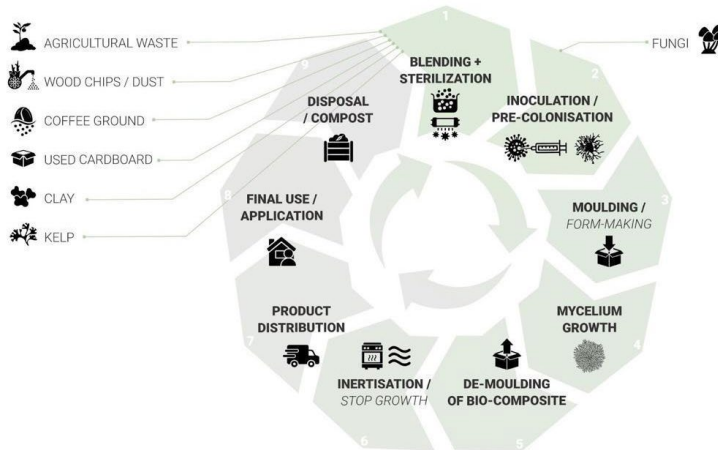 AGRICULTURAL WASTE
WOOD CHIPS / DUST
COFFEE GROUND
USED CARDBOARD
CLAY
KELP
FUNGI
1
BLENDING +
STERILIZATION
2
INOCULATION /
PRE-COLONISATION
3
MOULDING /
FORM-MAKING
MYCELIUM
GROWTH
4
DE-MOULDING
OF BIO-COMPOSITE
5
INERTISATION /
STOP GROWTH
6
PRODUCT
DISTRIBUTION
7
8
FINAL USE /
APPLICATION
9
DISPOSAL
/ COMPOST